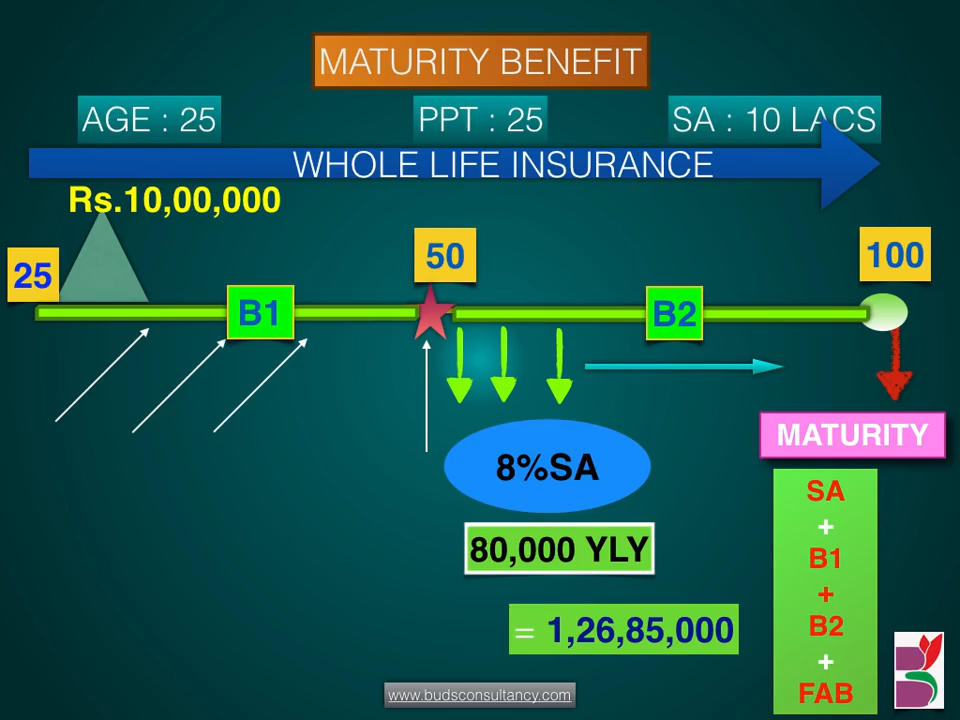 MATURITY BENEFIT
AGE : 25
PPT : 25
SA : 10 LACS
WHOLE LIFE INSURANCE
Rs.10,00,000
25
50
100
B1
B2
8%SA
80,000 YLY
= 1,26,85,000
MATURITY
SA
+
B1
+
B2
+
FAB
www.budsconsultancy.com